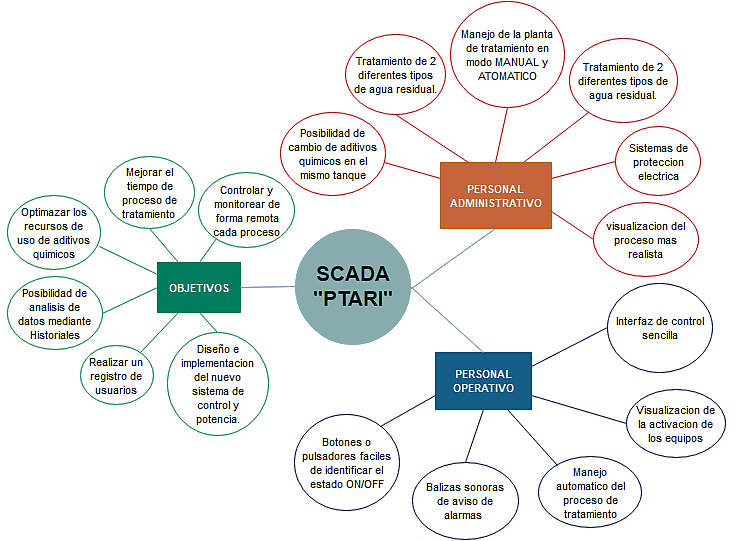 SCADA
"PTARI"
OBJETIVOS
Mejorar el
tiempo de
proceso de
tratamiento
Controlar y
monitorear de
forma remota
cada proceso
Optimazar los
recursos de
uso de aditivos
quimicos
Posibilidad de
analisis de
datos mediante
Historiales
Realizar un
registro de
usuarios
Diseño e
implementacion
del nuevo
sistema de
control y
potencia.
PERSONAL
ADMINISTRATIVO
Posibilidad de
cambio de aditivos
quimicos en el
mismo tanque
Tratamiento de 2
diferentes tipos
de agua residual.
Manejo de la planta
de tratamiento en
modo MANUAL y
ATOMATICO
Tratamiento de 2
diferentes tipos de
agua residual.
Sistemas de
proteccion
electrica
visualizacion del
proceso mas
realista
PERSONAL
OPERATIVO
Interfaz de control
sencilla
Visualizacion de
la activacion de
los equipos
Manejo
automatico del
proceso de
tratamiento
Balizas sonoras
de aviso de
alarmas
Botones o
pulsadores faciles
de identificar el
estado ON/OFF